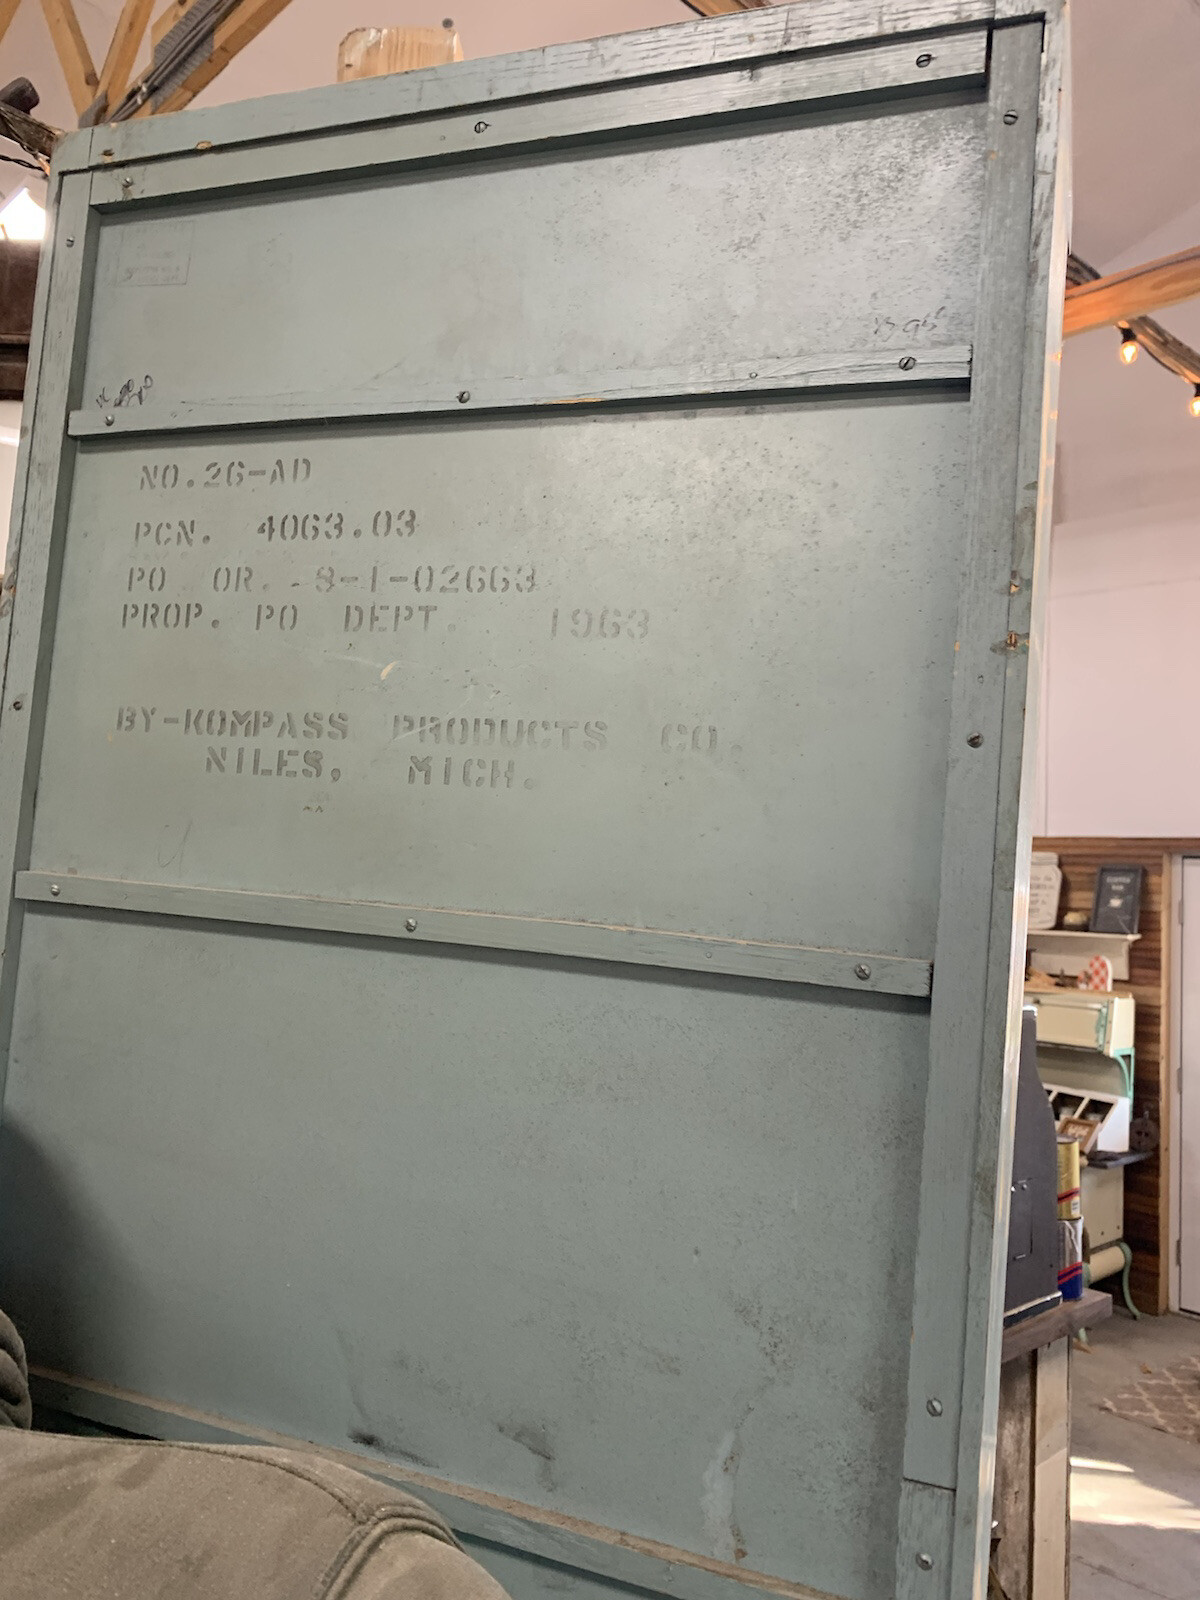 NO.26-AD
PCN. 4063.03
PO OR. - 8-1-02663
PROP. PO DEPT. 1963
BY-KOMPASS PRODUCTS CO.
NILES, MICH.